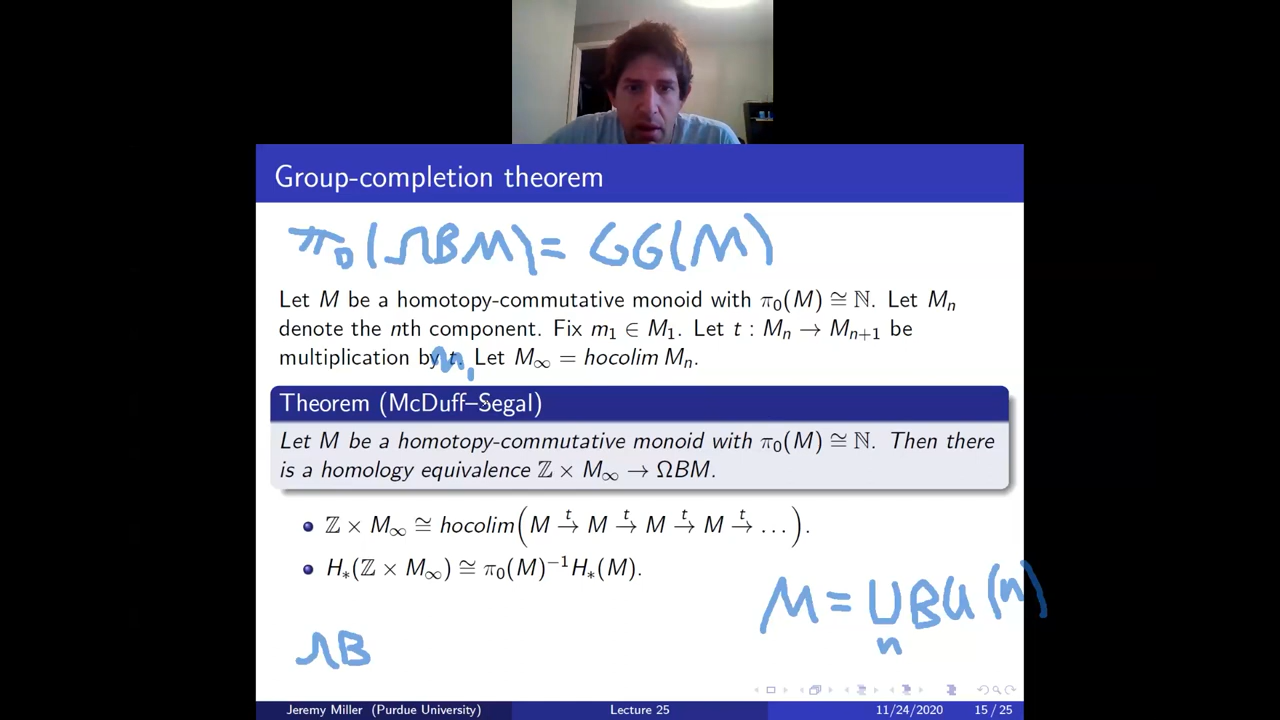 Group-completion theorem
π₀(ΩBM) = GG(M)
Let M be a homotopy-commutative monoid with π₀(M) ≅ ℕ. Let Mₙ
denote the nth component. Fix m₁ ∈ M₁. Let t : Mₙ → Mₙ₊₁ be
multiplication by m₁. Let M∞ = hocolim Mₙ.
Theorem (McDuff–Segal)
Let M be a homotopy-commutative monoid with π₀(M) ≅ ℕ. Then there
is a homology equivalence ℤ × M∞ → ΩBM.
ℤ × M∞ ≅ hocolim(M →ᵗ M →ᵗ M →ᵗ M →ᵗ …).
H∗(ℤ × M∞) ≅ π₀(M)⁻¹H∗(M).
M = ⊔ₙ BU(n)
ΩB
Jeremy Miller (Purdue University) Lecture 25 11/24/2020 15 / 25